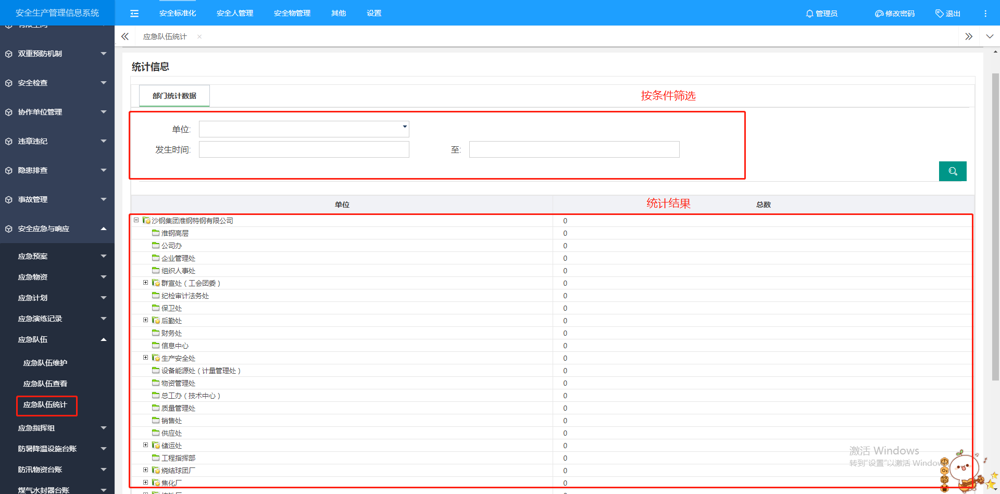 安全生产管理信息系统
安全标准化 安全人管理 安全物管理 其他 设置
管理员 修改密码 退出
应急队伍统计
双重预防机制
安全检查
协作单位管理
违章违纪
隐患排查
事故管理
安全应急与响应
应急预案
应急物资
应急计划
应急演练记录
应急队伍
应急队伍维护
应急队伍查看
应急队伍统计
应急指挥组
防暑降温设施台账
防汛物资台账
煤气水封器台账
统计信息
部门统计数据
按条件筛选
单位:
发生时间: 至:
单位 统计结果 总数
沙钢集团淮钢特钢有限公司 0
淮钢高层 0
公司办 0
企业管理处 0
组织人事处 0
群宣处（工会团委） 0
纪检审计法务处 0
保卫处 0
后勤处 0
财务处 0
信息中心 0
生产安全处 0
设备能源处（计量管理处） 0
物资管理处 0
总工办（技术中心） 0
质量管理处 0
销售处 0
供应处 0
储运处 0
工程指挥部 0
烧结球团厂 0
焦化厂 0
激活 Windows
转到"设置"以激活 Windows
中
简